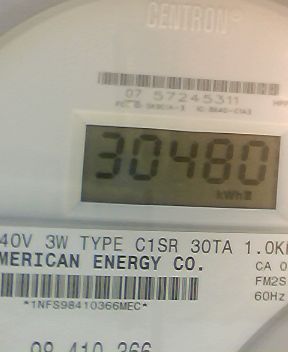 CENTRON®
07 57245311
30480
kWh
40V 3W TYPE C1SR 30TA 1.0K
MERICAN ENERGY CO.
CA 0
*1NFS98410366MEC*
FM2S
60Hz
98 410 366